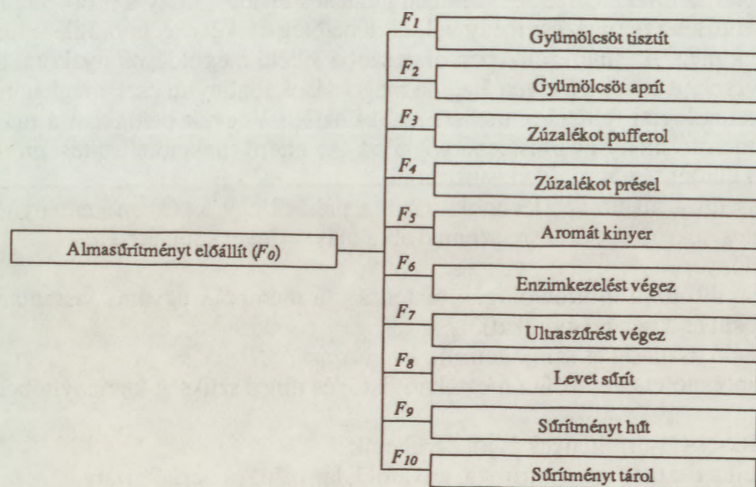 F₁
Gyümölcsöt tisztít
F₂
Gyümölcsöt aprít
F₃
Zúzalékot pufferol
F₄
Zúzalékot présel
F₅
Aromát kinyer
Almasűrítményt előállít (F₀)
F₆
Enzimkezelést végez
F₇
Ultraszűrést végez
F₈
Levet sűrít
F₉
Sűrítményt hűt
F₁₀
Sűrítményt tárol